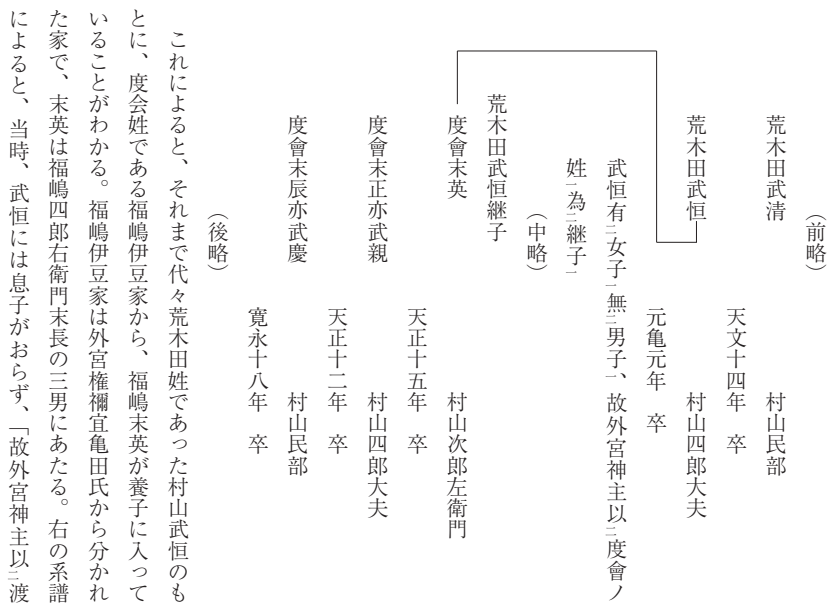 （前略）
荒木田武清　村山民部
天文十四年　卒
荒木田武恒　村山四郎大夫
元亀元年　卒
武恒有㆓女子㆒無㆓男子㆒、故外宮神主以㆓度會ノ
姓㆒為㆓継子㆒
（中略）
荒木田武恒継子
度會末英　村山次郎左衛門
天正十五年　卒
度會末正亦武親　村山四郎大夫
天正十二年　卒
度會末辰亦武慶　村山民部
寛永十八年　卒
（後略）
これによると、それまで代々荒木田姓であった村山武恒のも
とに、度会姓である福嶋伊豆家から、福嶋末英が養子に入って
いることがわかる。福嶋伊豆家は外宮権禰宜亀田氏から分かれ
た家で、末英は福嶋四郎右衛門末長の三男にあたる。右の系譜
によると、当時、武恒には息子がおらず、「故外宮神主以㆓渡